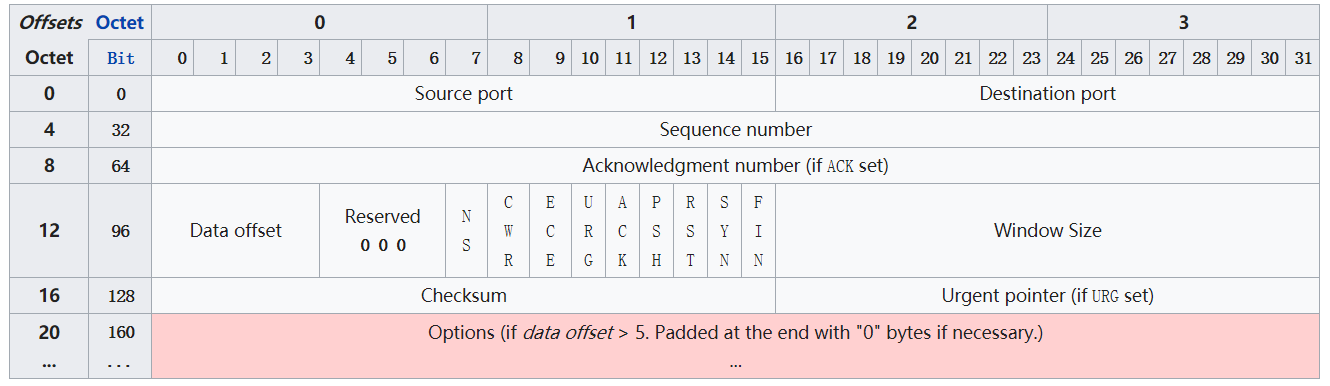 Offsets Octet 0 1 2 3
Octet Bit 0 1 2 3 4 5 6 7 8 9 10 11 12 13 14 15 16 17 18 19 20 21 22 23 24 25 26 27 28 29 30 31
0 0 Source port Destination port
4 32 Sequence number
8 64 Acknowledgment number (if ACK set)
12 96 Data offset Reserved 0 0 0 NS CWR ECE URG ACK PSH RST SYN FIN Window Size
16 128 Checksum Urgent pointer (if URG set)
20 160 Options (if data offset > 5. Padded at the end with "0" bytes if necessary.)
... ... ...